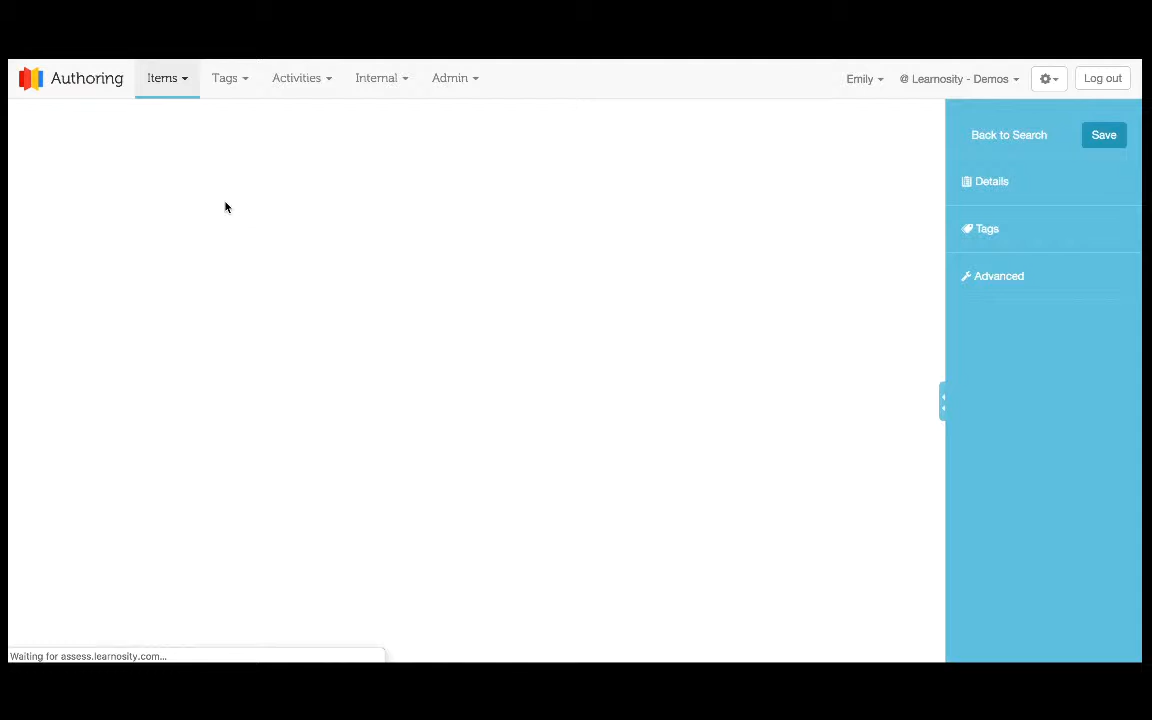 Authoring Items Tags Activities Internal Admin Emily @ Learnosity - Demos Log out
Back to Search Save
Details
Tags
Advanced
Waiting for assess.learnosity.com...